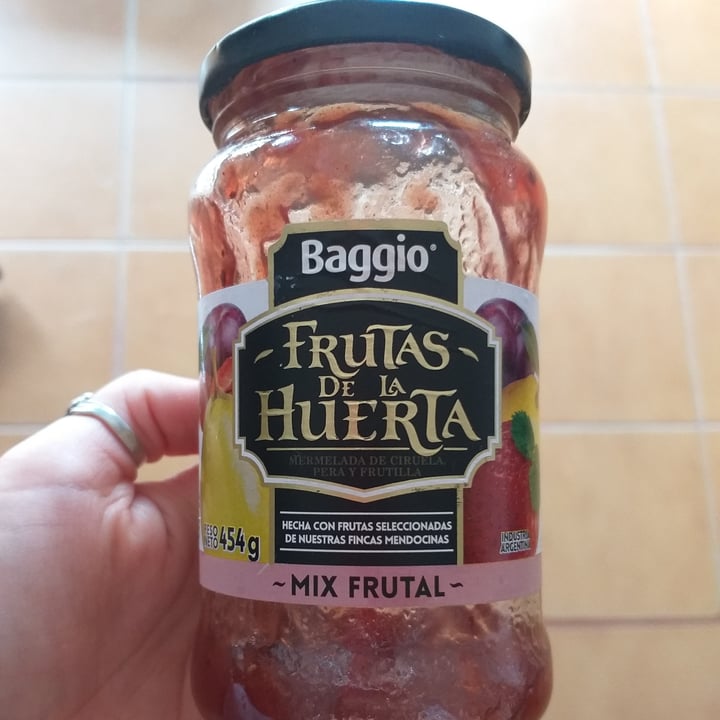 Baggio®
FRUTAS
DE LA
HUERTA
MERMELADA DE CIRUELA,
PERA Y FRUTILLA
HECHA CON FRUTAS SELECCIONADAS
DE NUESTRAS FINCAS MENDOCINAS
PESO
NETO 454g
INDUSTRIA
ARGENTINA
~MIX FRUTAL~